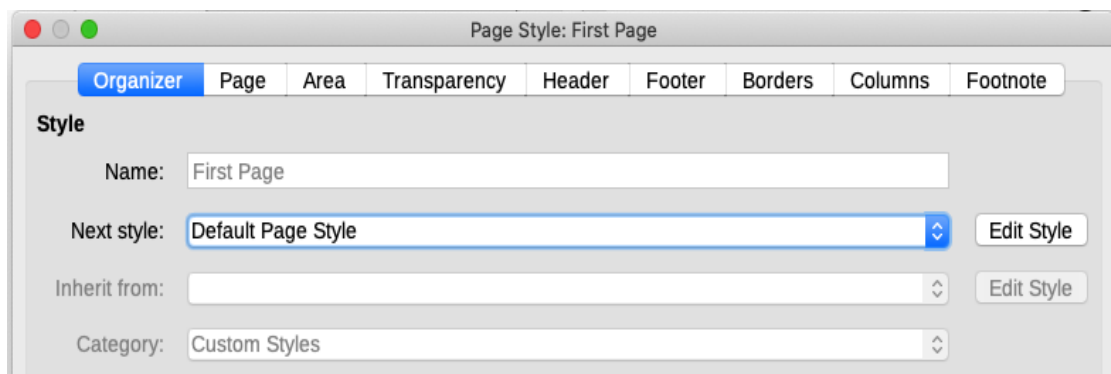 Page Style: First Page
Organizer Page Area Transparency Header Footer Borders Columns Footnote
Style
Name: First Page
Next style: Default Page Style Edit Style
Inherit from: Edit Style
Category: Custom Styles